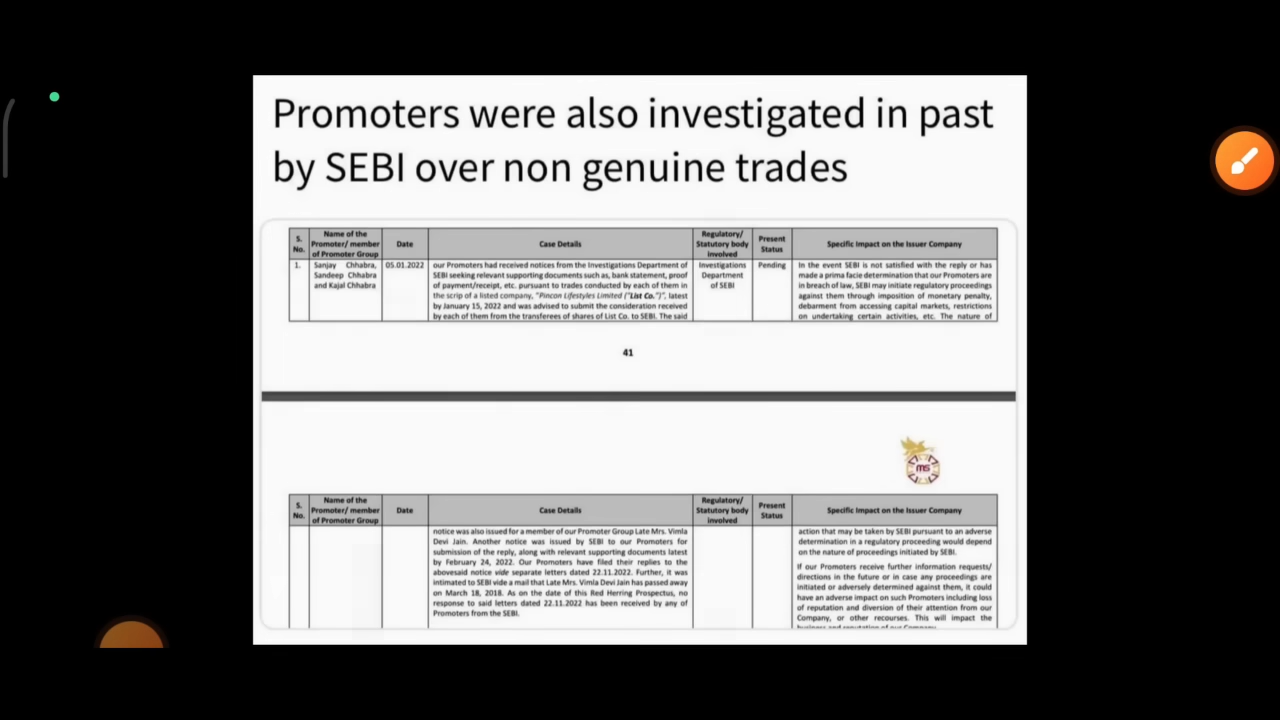 Promoters were also investigated in past
by SEBI over non genuine trades
S. No.
Name of the Promoter/ member of Promoter Group
Date
Case Details
Regulatory/ Statutory body involved
Present Status
Specific Impact on the Issuer Company
1.
Sanjay Chhabra,
Sandeep Chhabra
and Kajal Chhabra
05.01.2022
our Promoters had received notices from the Investigations Department of
SEBI seeking relevant supporting documents such as, bank statement, proof
of payment/receipt, etc. pursuant to trades conducted by each of them in
the scrip of a listed company, "Pincon Lifestyles Limited ("List Co.")", latest
by January 15, 2022 and was advised to submit the consideration received
by each of them from the transferees of shares of List Co. to SEBI. The said
Investigations
Department
of SEBI
Pending
In the event SEBI is not satisfied with the reply or has
made a prima facie determination that our Promoters are
in breach of law, SEBI may initiate regulatory proceedings
against them through imposition of monetary penalty,
debarment from accessing capital markets, restrictions
on undertaking certain activities, etc. The nature of
41
ms
S. No.
Name of the Promoter/ member of Promoter Group
Date
Case Details
Regulatory/ Statutory body involved
Present Status
Specific Impact on the Issuer Company
notice was also issued for a member of our Promoter Group Late Mrs. Vimla
Devi Jain. Another notice was issued by SEBI to our Promoters for
submission of the reply, along with relevant supporting documents latest
by February 24, 2022. Our Promoters have filed their replies to the
abovesaid notice vide separate letters dated 22.11.2022. Further, it was
intimated to SEBI vide a mail that Late Mrs. Vimla Devi Jain has passed away
on March 18, 2018. As on the date of this Red Herring Prospectus, no
response to said letters dated 22.11.2022 has been received by any of
Promoters from the SEBI.
action that may be taken by SEBI pursuant to an adverse
determination in a regulatory proceeding would depend
on the nature of proceedings initiated by SEBI.
If our Promoters receive further information requests/
directions in the future or in case any proceedings are
initiated or adversely determined against them, it could
have an adverse impact on such Promoters including loss
of reputation and diversion of their attention from our
Company, or other recourses. This will impact the